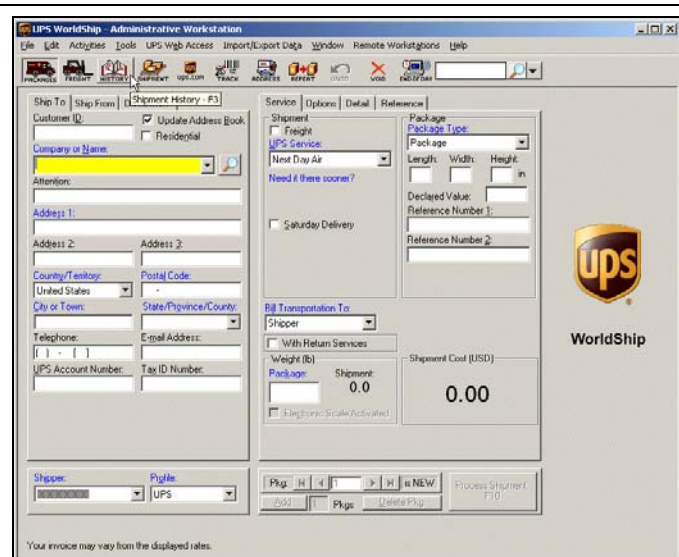 UPS WorldShip - Administrative Workstation
File Edit Activities Tools UPS Web Access Import/Export Data Window Remote Workstations Help
PACKAGE FREIGHT HISTORY SHIPMENT UPS.COM TRACK ADDRESS REPEAT UNDO VOID END OF DAY
Shipment History - F3
Ship To Ship From D
Customer ID:
Update Address Book
Residential
Company or Name:
Attention:
Address 1:
Address 2: Address 3:
Country/Territory: Postal Code:
United States -
City or Town: State/Province/County:
Telephone: E-mail Address:
( ) - [ ]
UPS Account Number: Tax ID Number:
Shipper: Profile:
UPS
Service Options Detail Reference
Shipment
Freight
UPS Service:
Next Day Air
Need it there sooner?
Saturday Delivery
Package
Package Type:
Package
Length: Width: Height:
in
Declared Value:
Reference Number 1:
Reference Number 2:
Bill Transportation To:
Shipper
With Return Services
Weight (lb)
Package: Shipment:
0.0
Electronic Scale Activated
Shipment Cost (USD)
0.00
Pkg: 1 is NEW
Add 1 Pkgs Delete Pkg
Process Shipment
F10
ups
WorldShip
Your invoice may vary from the displayed rates.